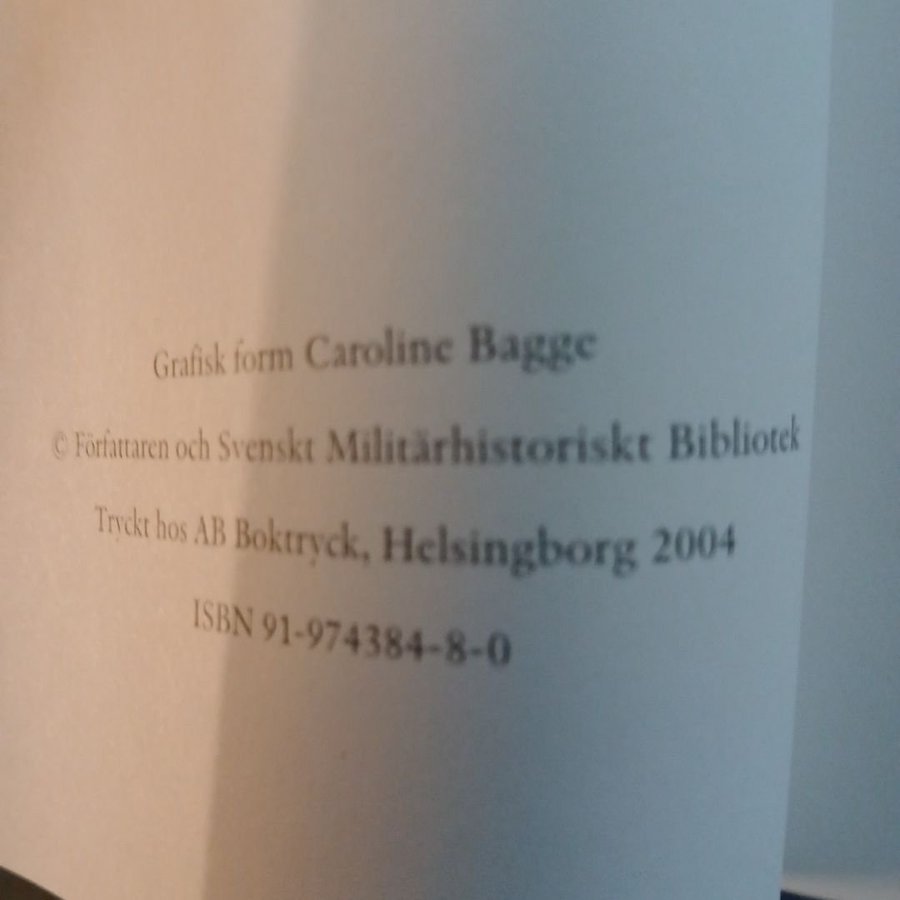 Grafisk form Caroline Bagge
© Författaren och Svenskt Militärhistoriskt Bibliotek
Tryckt hos AB Boktryck, Helsingborg 2004
ISBN 91-974384-8-0